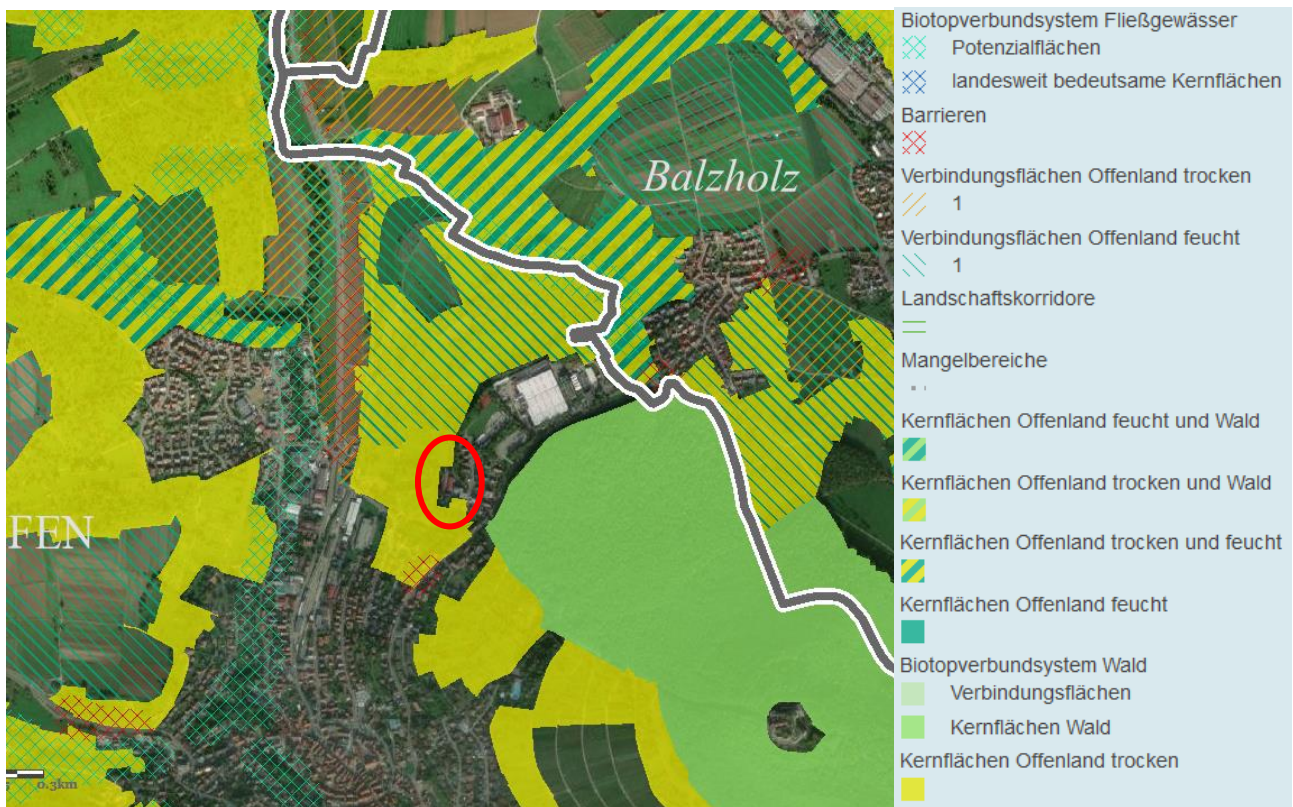 Balzholz
FEN
0.3km
Biotopverbundsystem Fließgewässer
Potenzialflächen
landesweit bedeutsame Kernflächen
Barrieren
Verbindungsflächen Offenland trocken
1
Verbindungsflächen Offenland feucht
1
Landschaftskorridore
Mangelbereiche
Kernflächen Offenland feucht und Wald
Kernflächen Offenland trocken und Wald
Kernflächen Offenland trocken und feucht
Kernflächen Offenland feucht
Biotopverbundsystem Wald
Verbindungsflächen
Kernflächen Wald
Kernflächen Offenland trocken